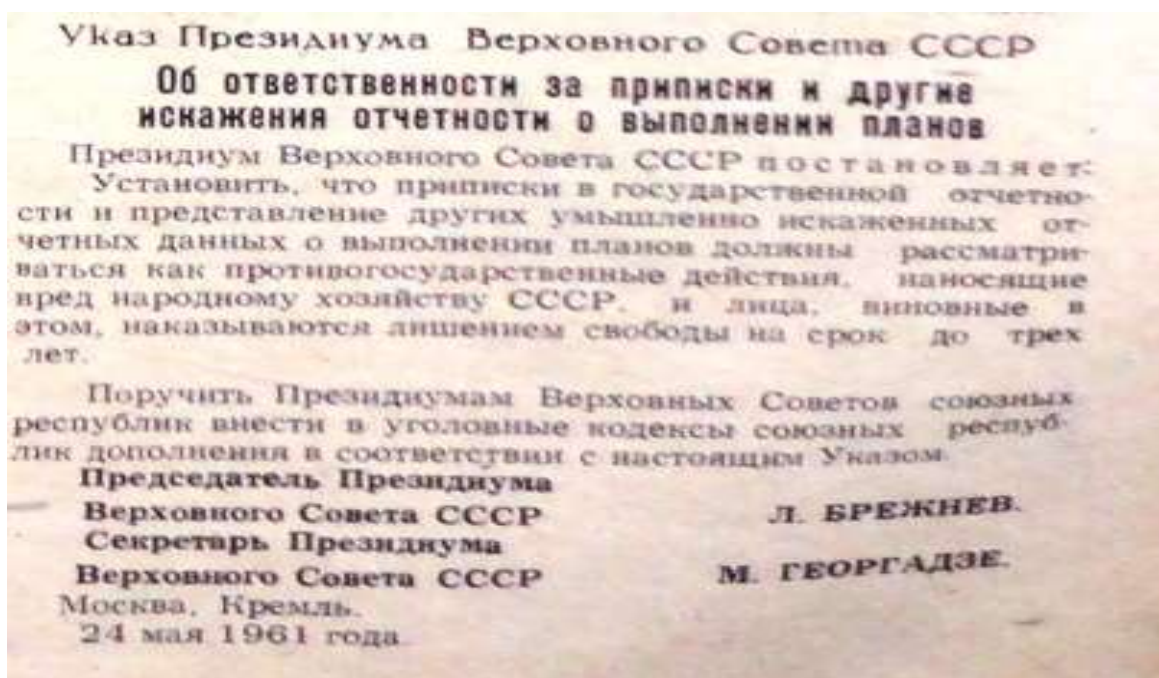 Указ Президиума Верховного Совета СССР
Об ответственности за приписки и другие
искажения отчетности о выполнении планов
Президиум Верховного Совета СССР постановляет:
Установить, что приписки в государственной отчетно-
сти и представление других умышленно искаженных от-
четных данных о выполнении планов должны рассматри-
ваться как противогосударственные действия, наносящие
вред народному хозяйству СССР, и лица, виновные в
этом, наказываются лишением свободы на срок до трех
лет.
Поручить Президиумам Верховных Советов союзных
республик внести в уголовные кодексы союзных респуб-
лик дополнения в соответствии с настоящим Указом.
Председатель Президиума
Верховного Совета СССР Л. БРЕЖНЕВ.
Секретарь Президиума
Верховного Совета СССР М. ГЕОРГАДЗЕ.
Москва, Кремль.
24 мая 1961 года.